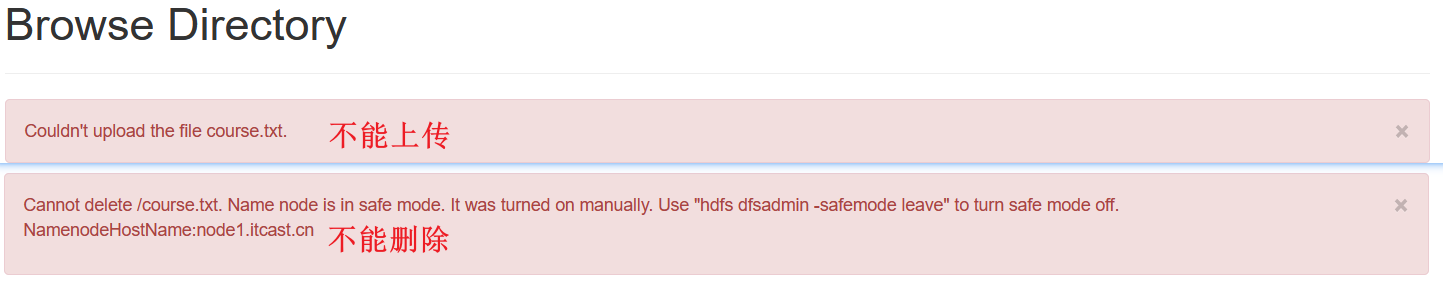 Browse Directory
Couldn't upload the file course.txt. 不能上传
×
Cannot delete /course.txt. Name node is in safe mode. It was turned on manually. Use "hdfs dfsadmin -safemode leave" to turn safe mode off.
×
NamenodeHostName:node1.itcast.cn 不能删除